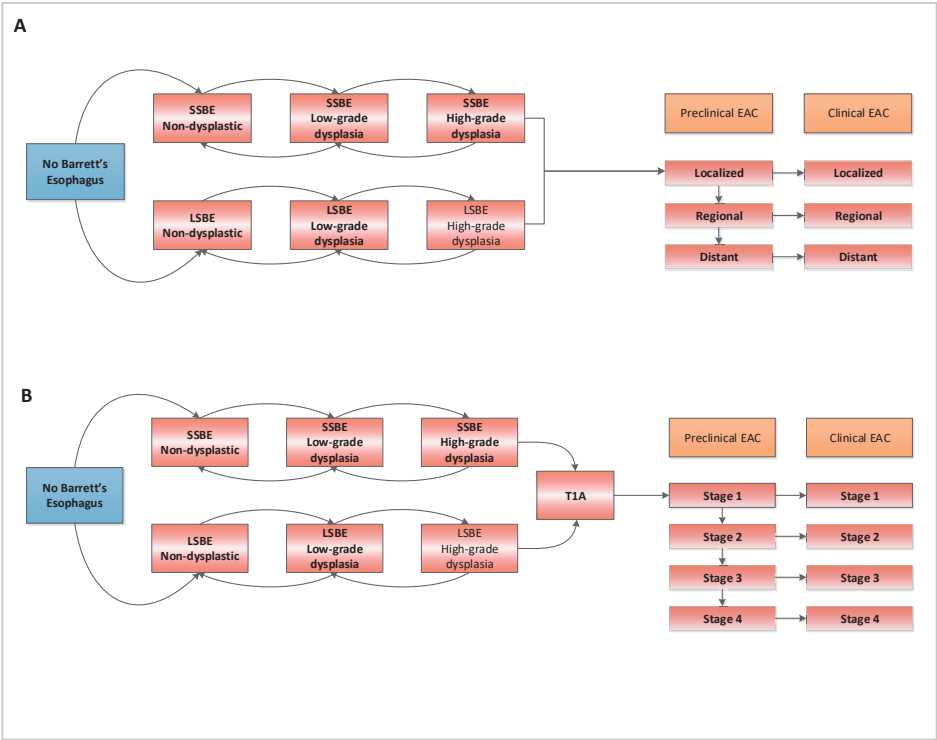 A
SSBE
Non-dysplastic
SSBE
Low-grade
dysplasia
SSBE
High-grade
dysplasia
Preclinical EAC
Clinical EAC
No Barrett's
Esophagus
Localized
Localized
LSBE
Non-dysplastic
LSBE
Low-grade
dysplasia
LSBE
High-grade
dysplasia
Regional
Regional
Distant
Distant
B
SSBE
Non-dysplastic
SSBE
Low-grade
dysplasia
SSBE
High-grade
dysplasia
Preclinical EAC
Clinical EAC
No Barrett's
Esophagus
T1A
Stage 1
Stage 1
LSBE
Non-dysplastic
LSBE
Low-grade
dysplasia
LSBE
High-grade
dysplasia
Stage 2
Stage 2
Stage 3
Stage 3
Stage 4
Stage 4